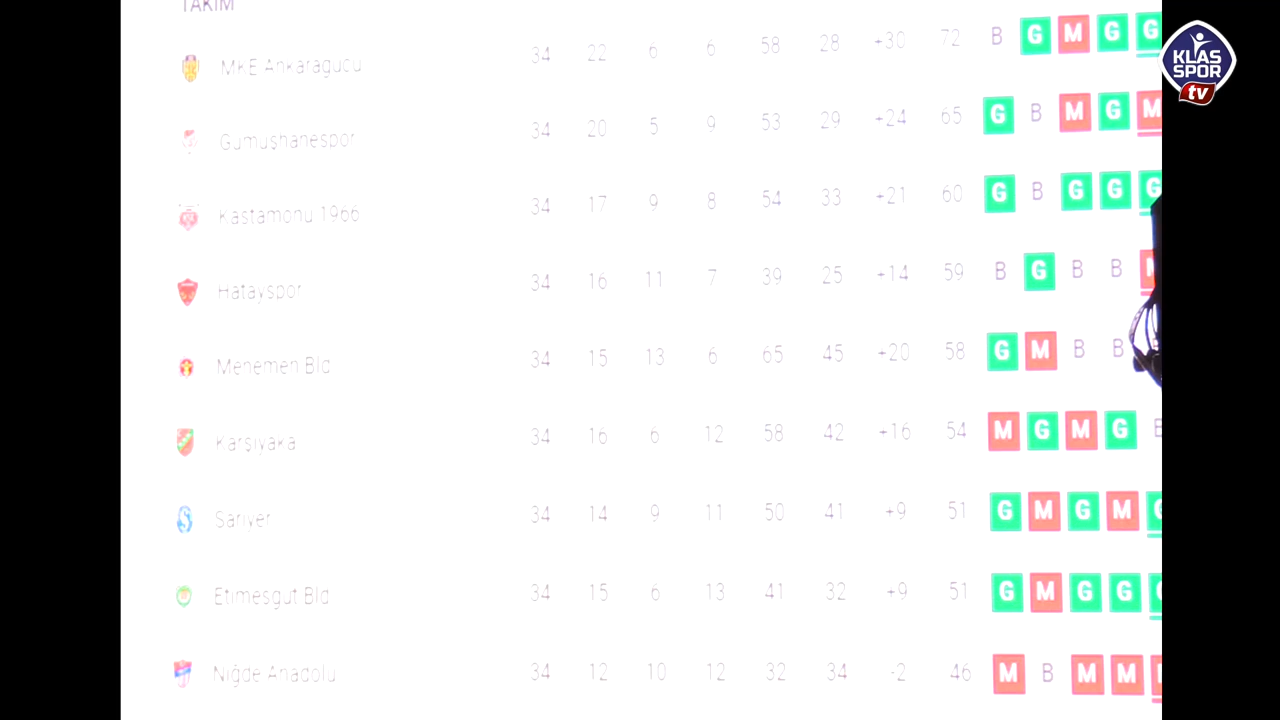 TAKIM
MKE Ankaragücü 34 22 6 6 58 28 +30 72 B G M G G
Gümüşhanespor 34 20 5 9 53 29 +24 65 G B M G M
Kastamonu 1966 34 17 9 8 54 33 +21 60 G B G G G
Hatayspor 34 16 11 7 39 25 +14 59 B G B B
Menemen Bld 34 15 13 6 65 45 +20 58 G M B B
Karşıyaka 34 16 6 12 58 42 +16 54 M G M G B
Sarıyer 34 14 9 11 50 41 +9 51 G M G M G
Etimesgut Bld 34 15 6 13 41 32 +9 51 G M G G G
Niğde Anadolu 34 12 10 12 32 34 -2 46 M B M M
KLAS
SPOR
tv